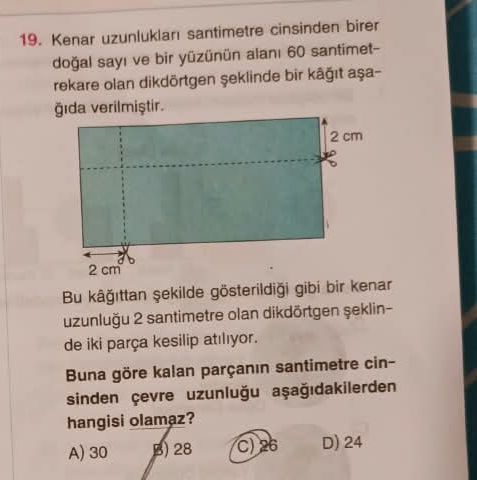 19. Kenar uzunlukları santimetre cinsinden birer
doğal sayı ve bir yüzünün alanı 60 santimet-
rekare olan dikdörtgen şeklinde bir kâğıt aşa-
ğıda verilmiştir.
2 cm
2 cm
Bu kâğıttan şekilde gösterildiği gibi bir kenar
uzunluğu 2 santimetre olan dikdörtgen şeklin-
de iki parça kesilip atılıyor.
Buna göre kalan parçanın santimetre cin-
sinden çevre uzunluğu aşağıdakilerden
hangisi olamaz?
A) 30 B) 28 C) 26 D) 24